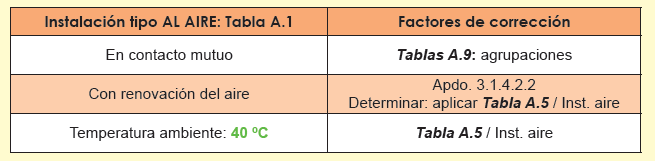 Instalación tipo AL AIRE: Tabla A.1
Factores de corrección
En contacto mutuo
Tablas A.9: agrupaciones
Con renovación del aire
Apdo. 3.1.4.2.2
Determinar: aplicar Tabla A.5 / Inst. aire
Temperatura ambiente: 40 ºC
Tabla A.5 / Inst. aire